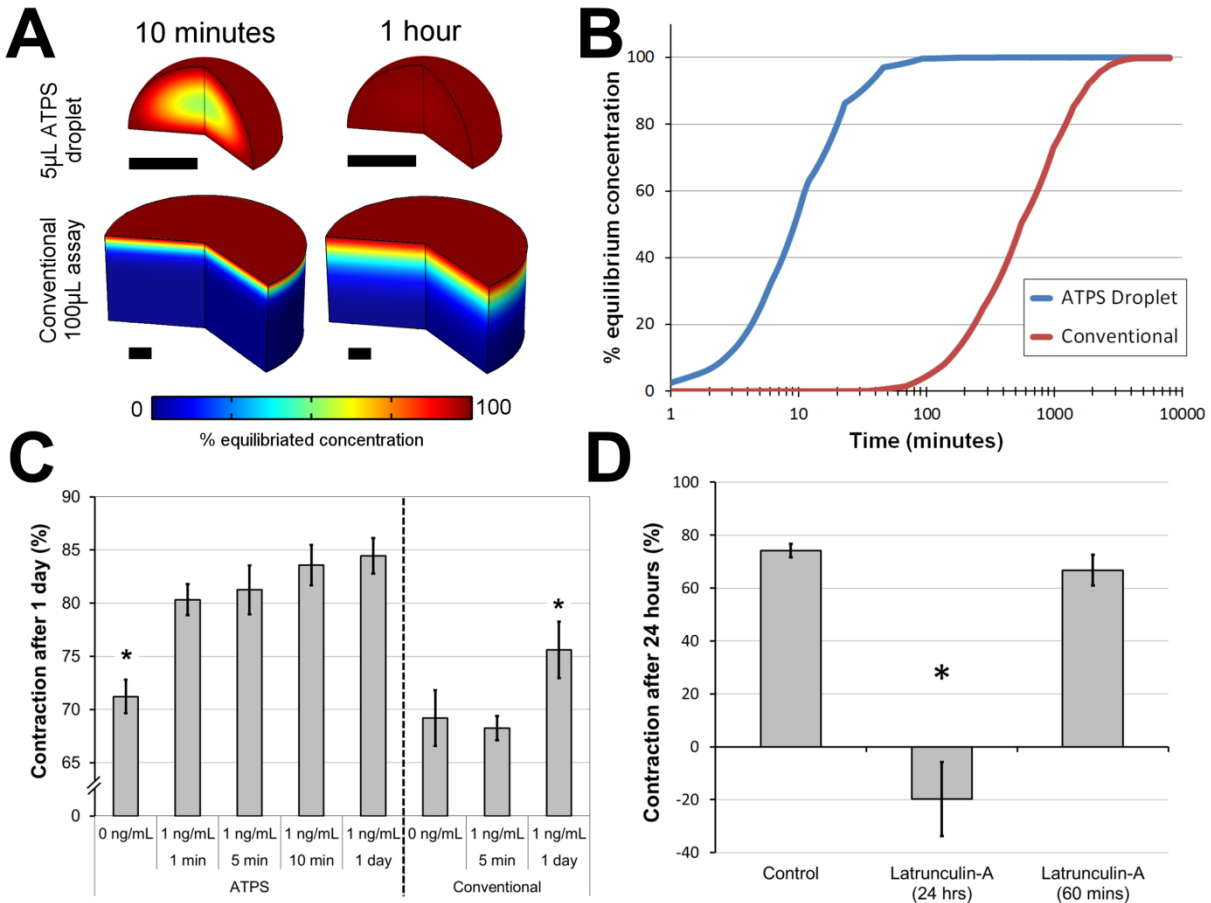 A
10 minutes
1 hour
5µL ATPS
droplet
Conventional
100µL assay
0
100
% equilibriated concentration
B
% equilibrium concentration
100
80
60
40
20
0
1
10
100
1000
10000
Time (minutes)
ATPS Droplet
Conventional
C
Contraction after 1 day (%)
90
85
80
75
70
65
0
*
*
0 ng/mL 1 ng/mL 1 ng/mL 1 ng/mL 1 ng/mL 0 ng/mL 1 ng/mL 1 ng/mL
1 min 5 min 10 min 1 day 5 min 1 day
ATPS Conventional
D
Contraction after 24 hours (%)
100
80
60
40
20
0
-20
-40
*
Control
Latrunculin-A
(24 hrs)
Latrunculin-A
(60 mins)